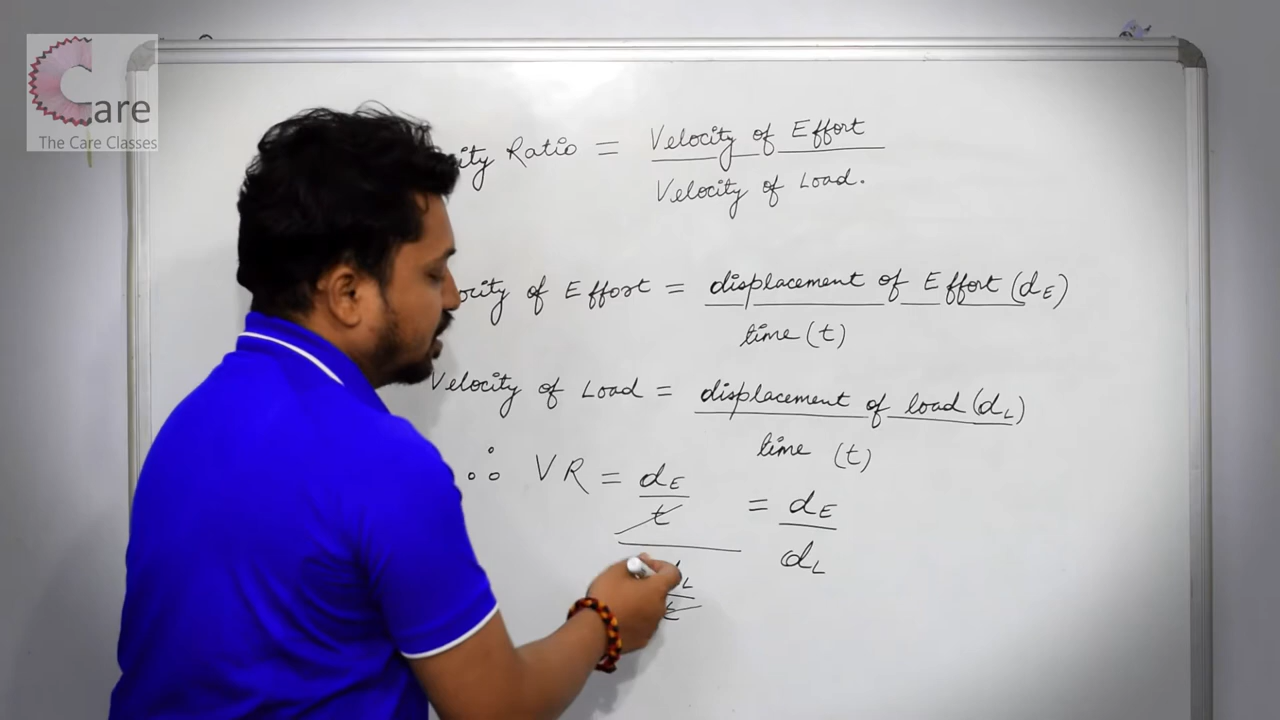 Care
The Care Classes
ity Ratio = Velocity of Effort
Velocity of Load.
ocity of Effort = displacement of Effort (dE)
time (t)
Velocity of Load = displacement of load (dL)
time (t)
∴ VR = dE = dE
t
dL
L
t